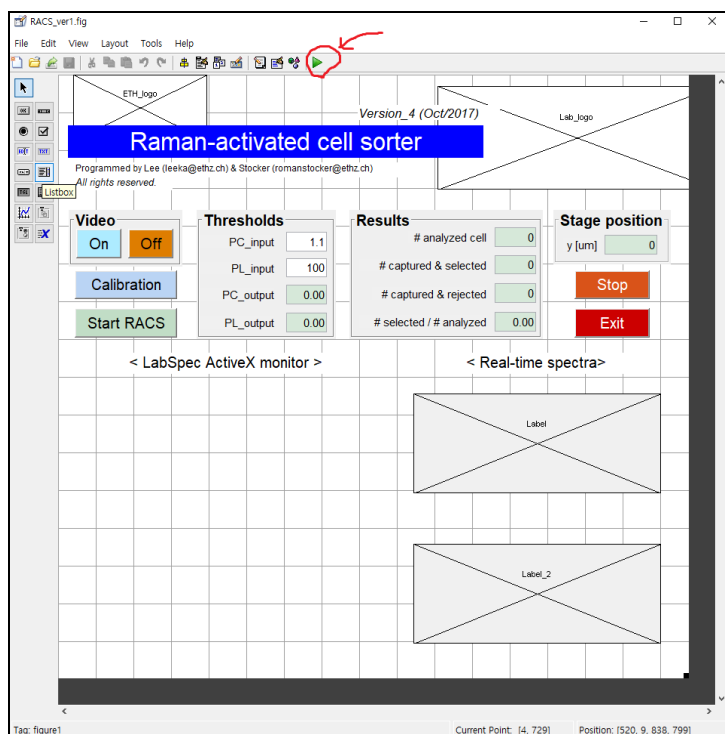 RACS_ver1.fig
File Edit View Layout Tools Help
ETH_logo
Version_4 (Oct/2017)
Lab_logo
Raman-activated cell sorter
Programmed by Lee (leeka@ethz.ch) & Stocker (romanstocker@ethz.ch)
All rights reserved.
Listbox
Video
On Off
Calibration
Start RACS
Thresholds
PC_input 1.1
PL_input 100
PC_output 0.00
PL_output 0.00
Results
# analyzed cell 0
# captured & selected 0
# captured & rejected 0
# selected / # analyzed 0.00
Stage position
y [um] 0
Stop
Exit
< LabSpec ActiveX monitor >
< Real-time spectra>
Label
Label_2
Tag: figure1
Current Point: [4, 729]
Position: [520, 9, 838, 799]